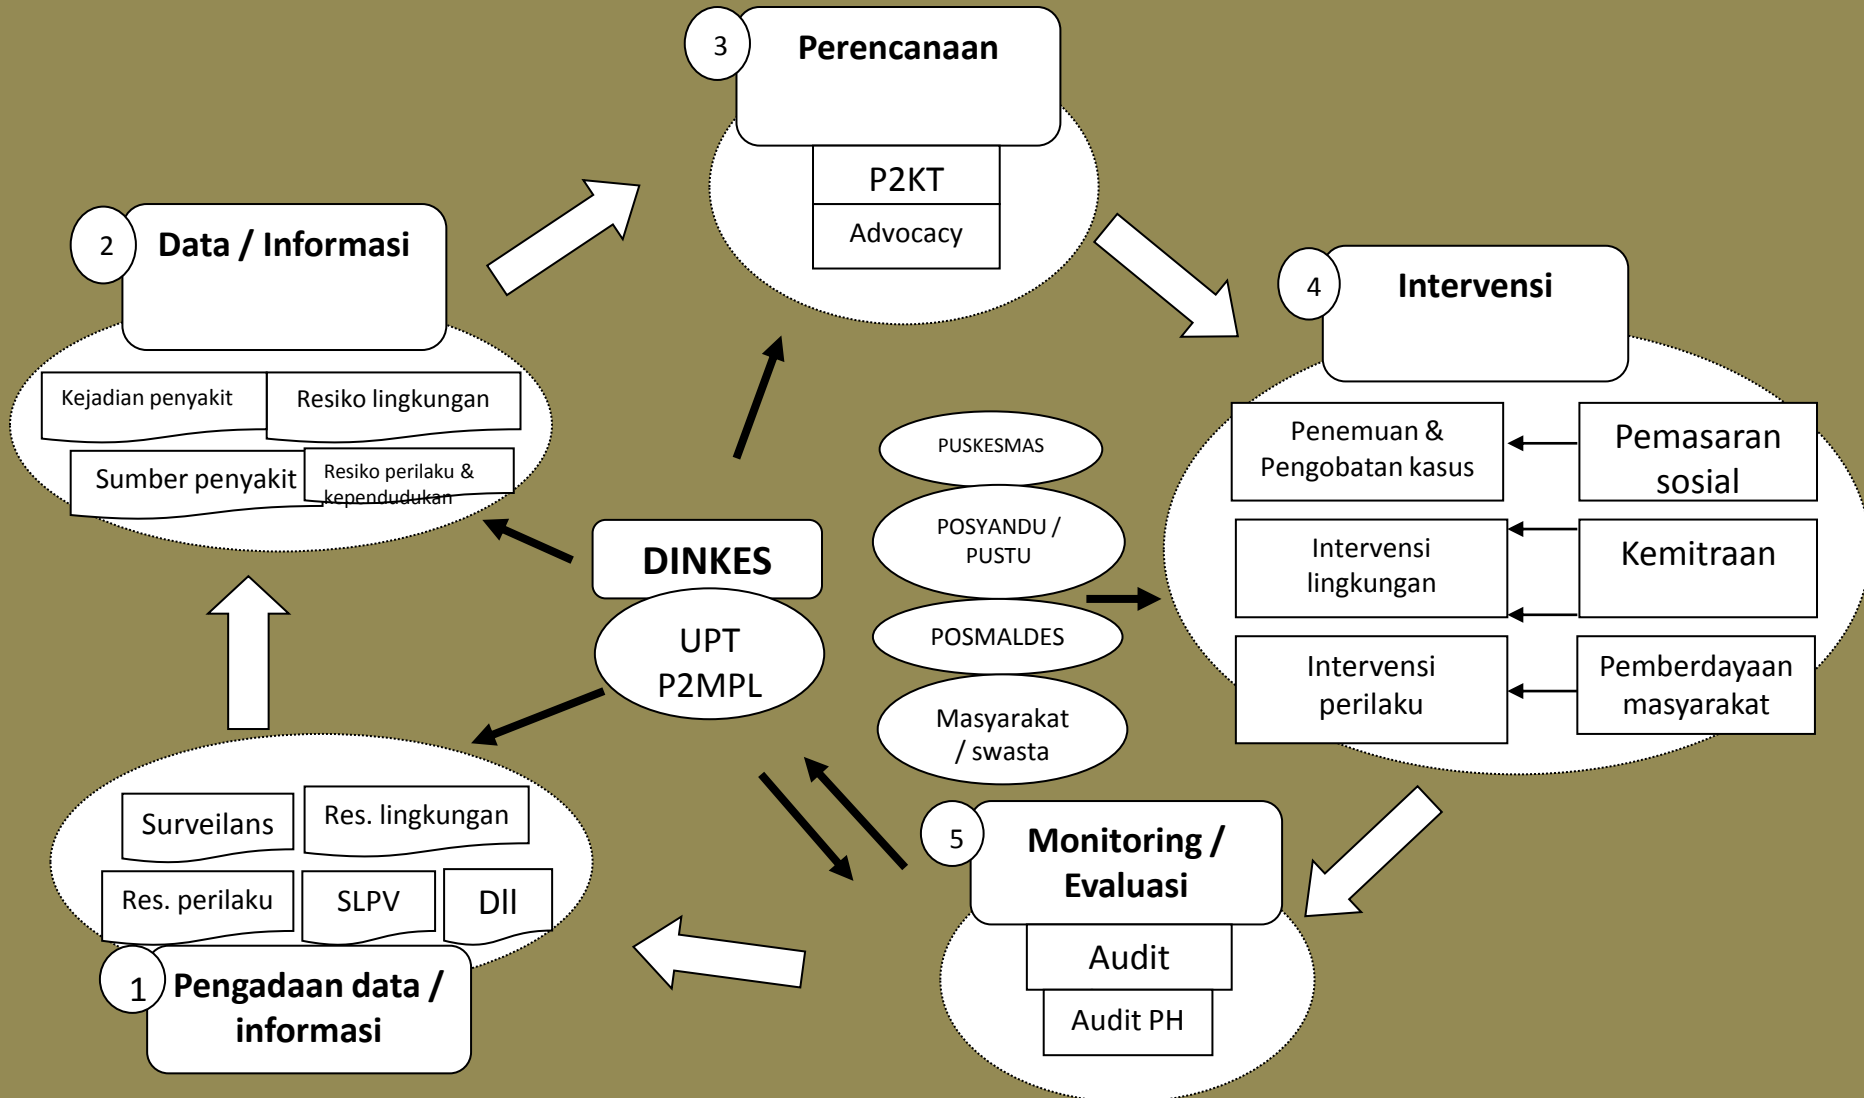 3
Perencanaan
P2KT
Advocacy
2
Data / Informasi
Kejadian penyakit
Resiko lingkungan
Sumber penyakit
Resiko perilaku &
kependudukan
4
Intervensi
Penemuan &
Pengobatan kasus
Pemasaran
sosial
Intervensi
lingkungan
Kemitraan
Intervensi
perilaku
Pemberdayaan
masyarakat
PUSKESMAS
POSYANDU /
PUSTU
POSMALDES
Masyarakat
/ swasta
DINKES
UPT
P2MPL
Surveilans
Res. lingkungan
Res. perilaku
SLPV
Dll
1
Pengadaan data /
informasi
5
Monitoring /
Evaluasi
Audit
Audit PH